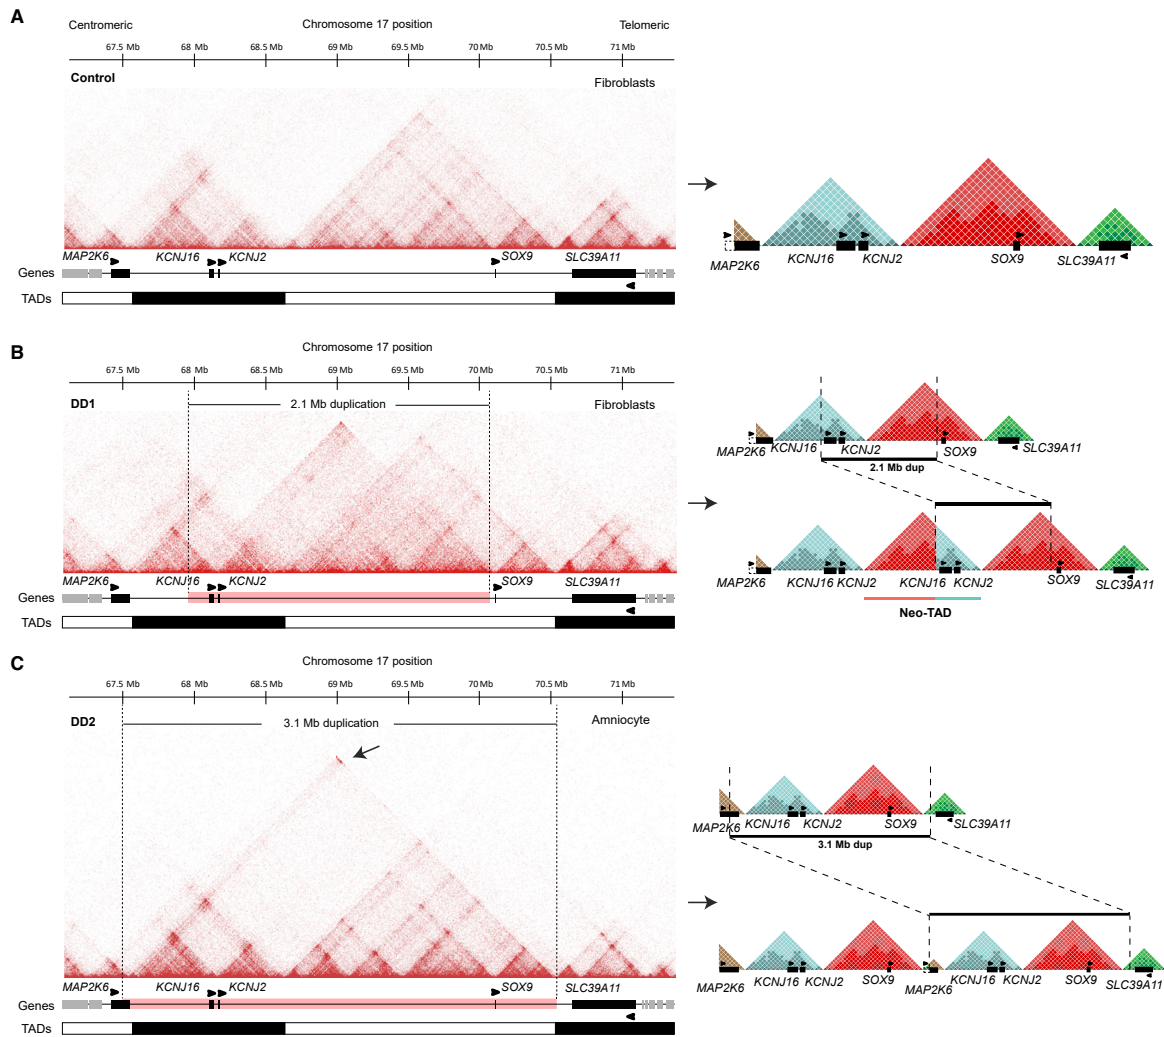 A
Centromeric
Chromosome 17 position
Telomeric
67.5 Mb 68 Mb 68.5 Mb 69 Mb 69.5 Mb 70 Mb 70.5 Mb 71 Mb
Control
Fibroblasts
MAP2K6 KCNJ16 KCNJ2 SOX9 SLC39A11
Genes
TADs
MAP2K6 KCNJ16 KCNJ2 SOX9 SLC39A11
B
Chromosome 17 position
67.5 Mb 68 Mb 68.5 Mb 69 Mb 69.5 Mb 70 Mb 70.5 Mb 71 Mb
DD1
2.1 Mb duplication
Fibroblasts
MAP2K6 KCNJ16 KCNJ2 SOX9 SLC39A11
Genes
TADs
MAP2K6 KCNJ16 KCNJ2 SOX9 SLC39A11
2.1 Mb dup
MAP2K6 KCNJ16 KCNJ2 KCNJ16 KCNJ2 SOX9 SLC39A11
Neo-TAD
C
Chromosome 17 position
67.5 Mb 68 Mb 68.5 Mb 69 Mb 69.5 Mb 70 Mb 70.5 Mb 71 Mb
DD2
3.1 Mb duplication
Amniocyte
MAP2K6 KCNJ16 KCNJ2 SOX9 SLC39A11
Genes
TADs
MAP2K6 KCNJ16 KCNJ2 SOX9 SLC39A11
3.1 Mb dup
MAP2K6 KCNJ16 KCNJ2 SOX9 MAP2K6 KCNJ16 KCNJ2 SOX9 SLC39A11